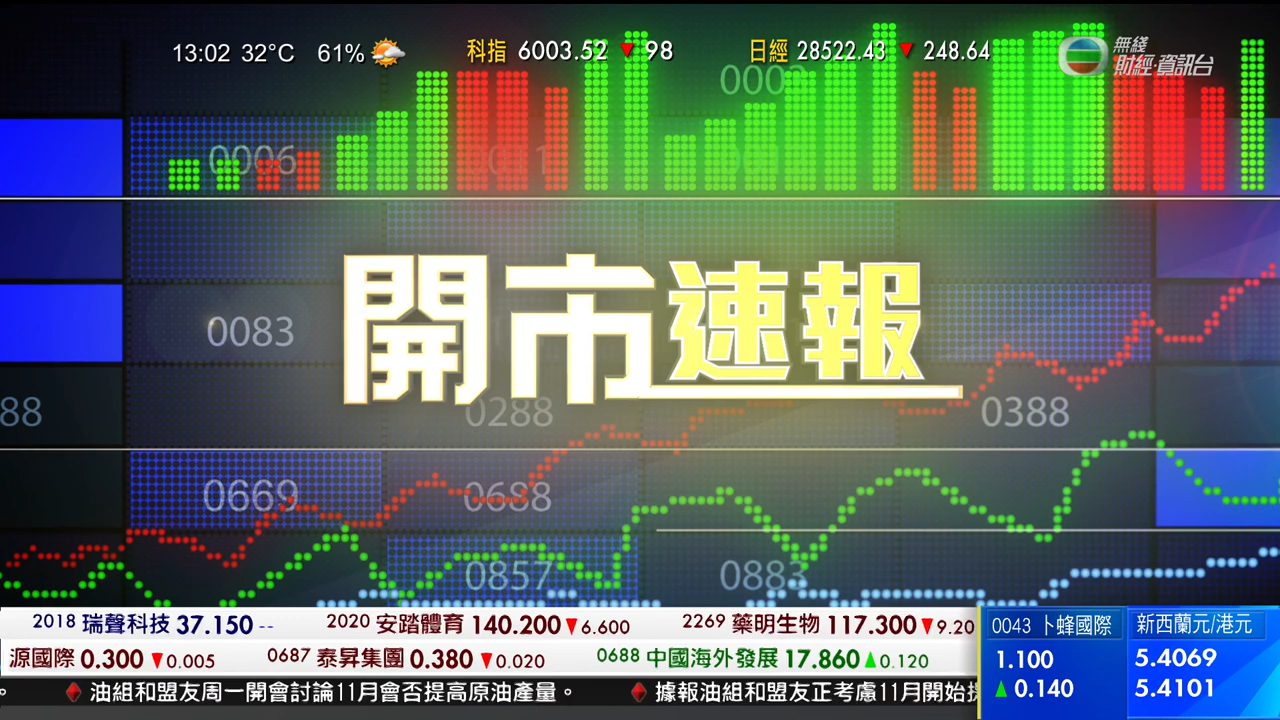 13:02 32°C 61% 科指 6003.52 ▼98 日經 28522.43 ▼ 248.64
無綫
財經·資訊台
0006
0083
0288
0388
88
0669
0688
0857
0883
開市速報
2018 瑞聲科技 37.150 -- 2020 安踏體育 140.200▼6.600 2269 藥明生物 117.300▼9.20
源國際 0.300 ▼0.005 0687 泰昇集團 0.380 ▼0.020 0688 中國海外發展 17.860▲0.120
。 ♦ 油組和盟友周一開會討論11月會否提高原油產量。 ♦ 據報油組和盟友正考慮11月開始
0043 卜蜂國際
1.100
▲ 0.140
新西蘭元/港元
5.4069
5.4101